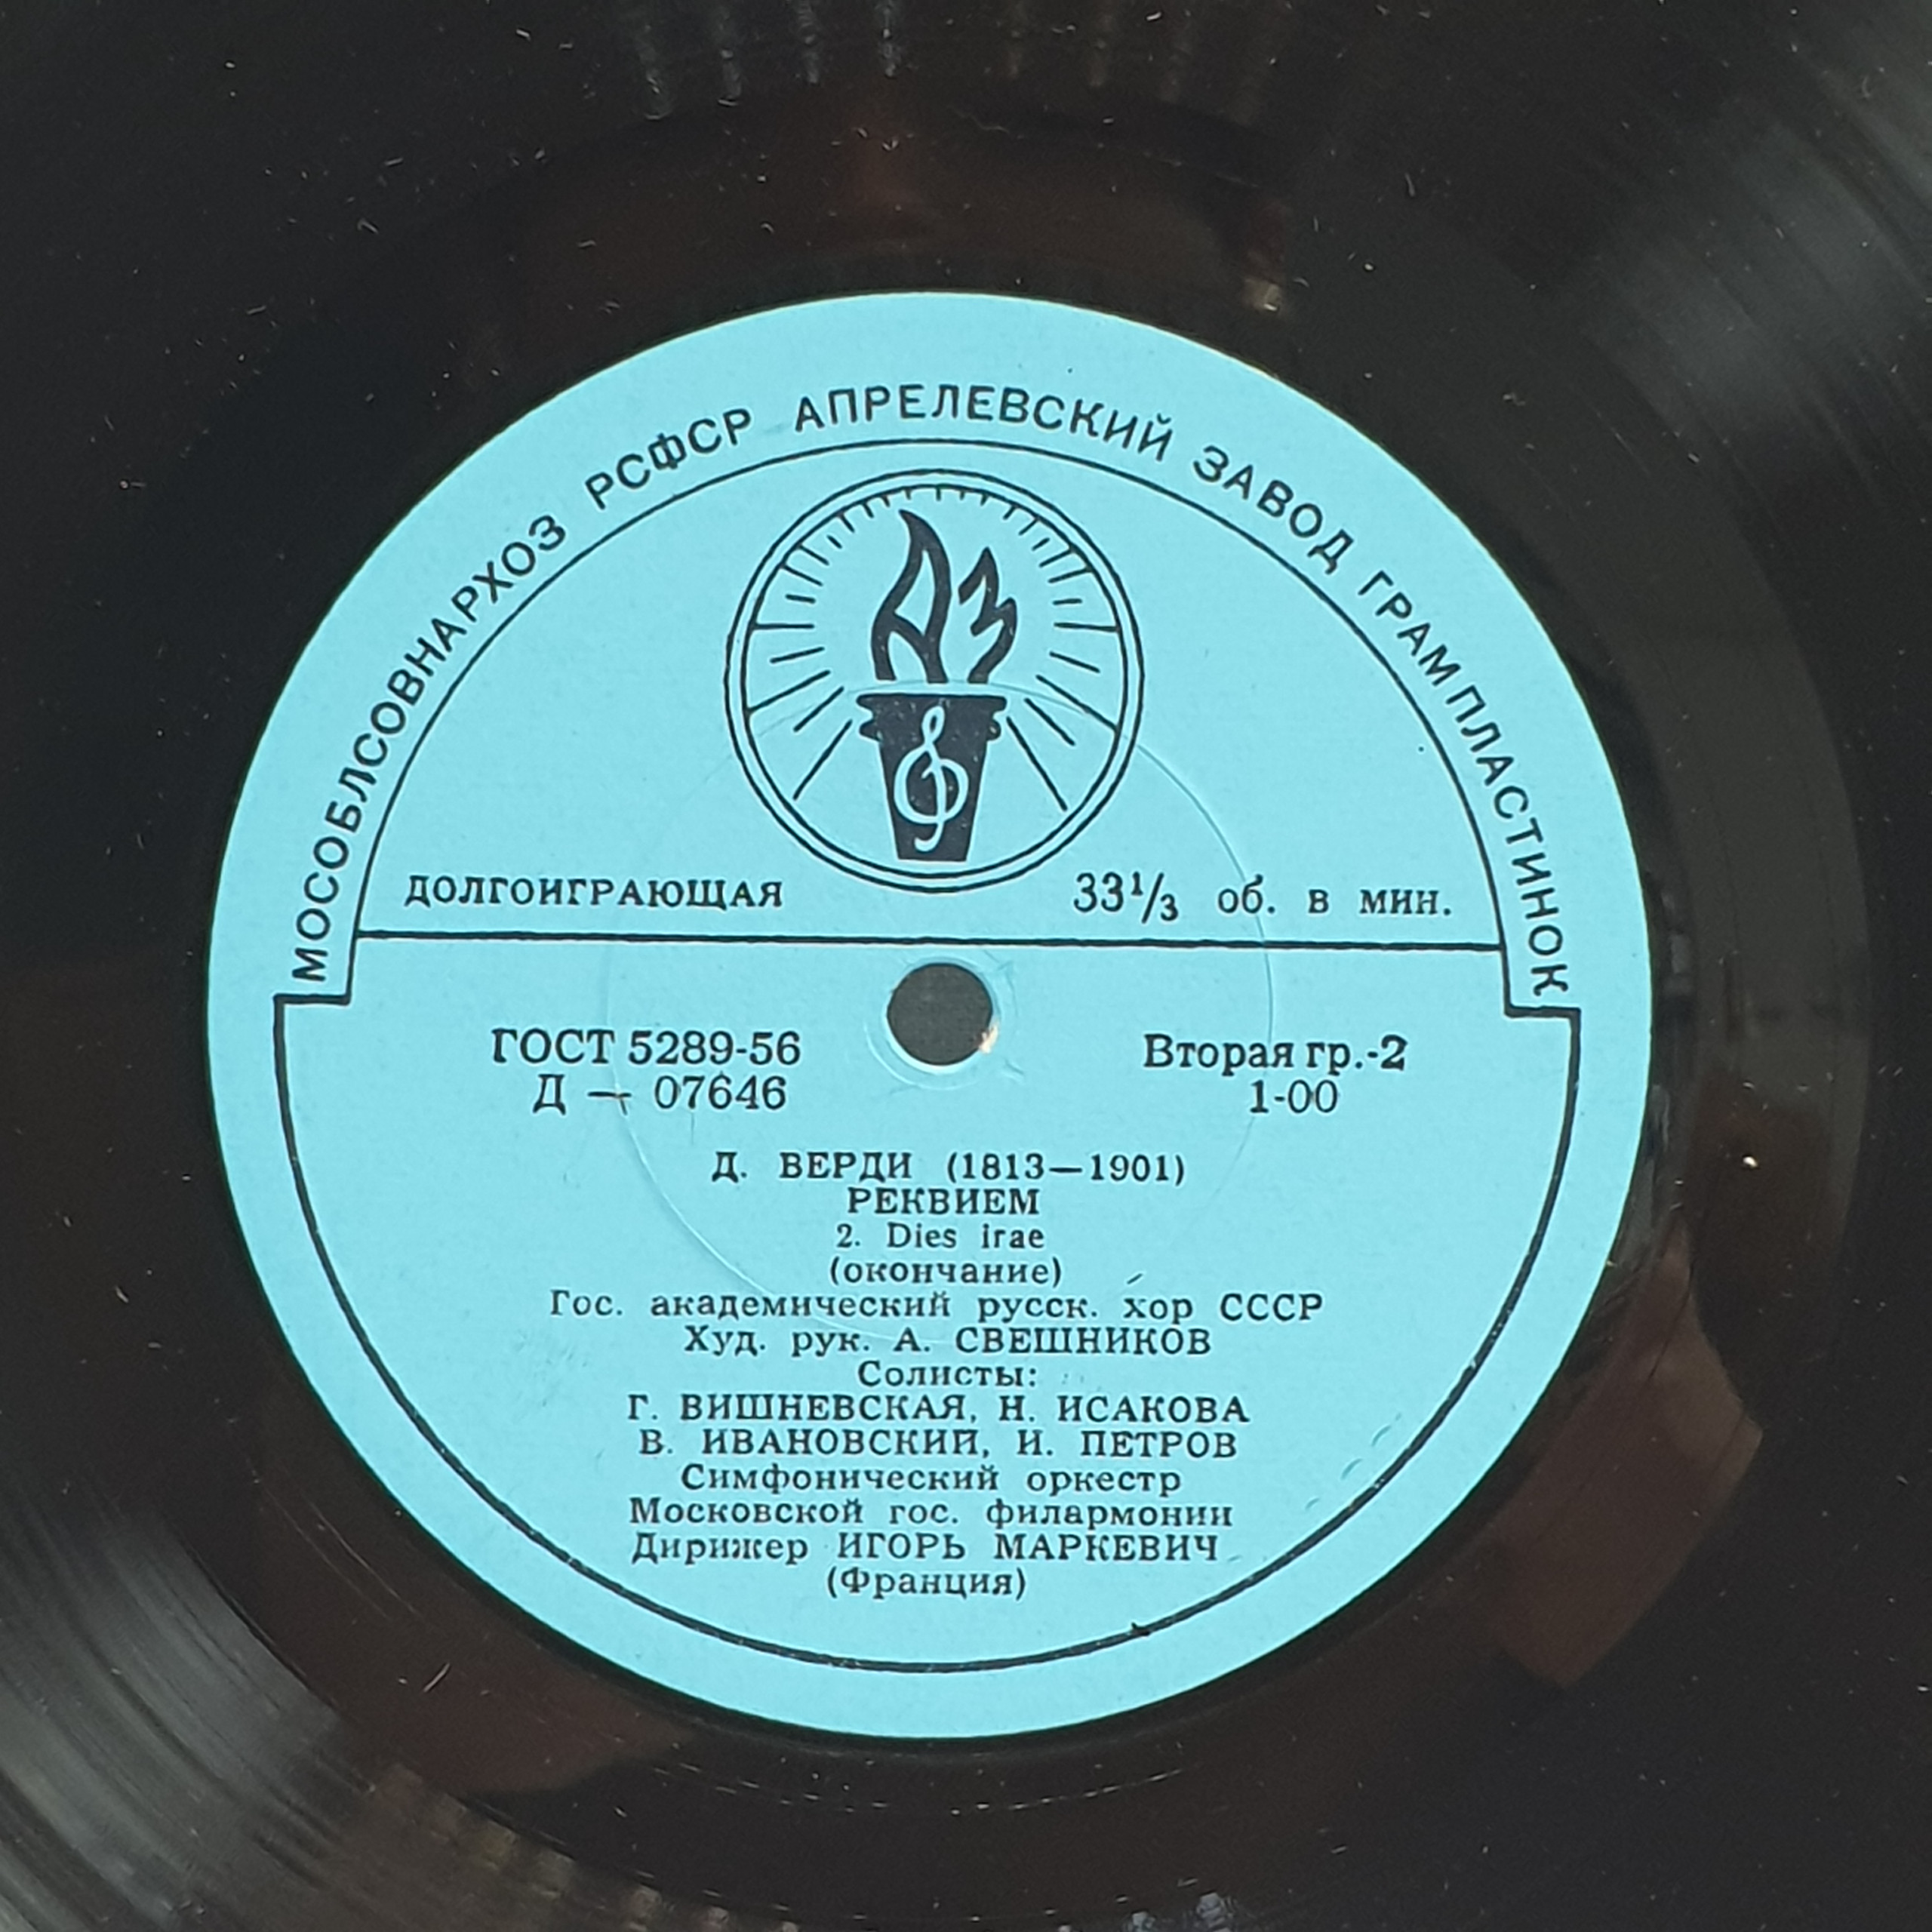 МОСОБЛСОВНАРХОЗ РСФСР АПРЕЛЕВСКИЙ ЗАВОД ГРАМПЛАСТИНОК
АЗ
ДОЛГОИГРАЮЩАЯ 33⅓ об. в мин.
ГОСТ 5289-56 Вторая гр.-2
Д — 07646 1-00
Д. ВЕРДИ (1813—1901)
РЕКВИЕМ
2. Dies irae
(окончание)
Гос. академический русск. хор СССР
Худ. рук. А. СВЕШНИКОВ
Солисты:
Г. ВИШНЕВСКАЯ, Н. ИСАКОВА
В. ИВАНОВСКИЙ, И. ПЕТРОВ
Симфонический оркестр
Московской гос. филармонии
Дирижер ИГОРЬ МАРКЕВИЧ
(Франция)